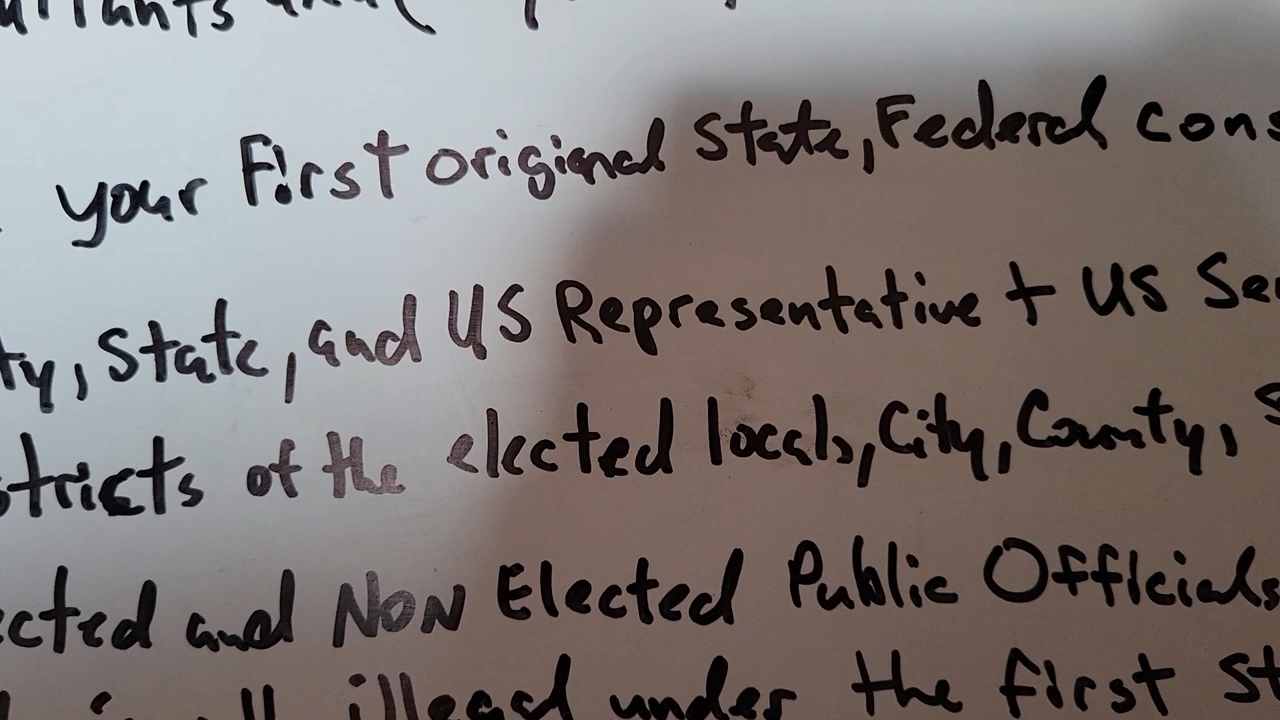 your First original State, Federal cons
ty, State, and US Representative + US Se
stricts of the elected locals, City, County, S
ected and NON Elected Public Officials
illegal under the first St